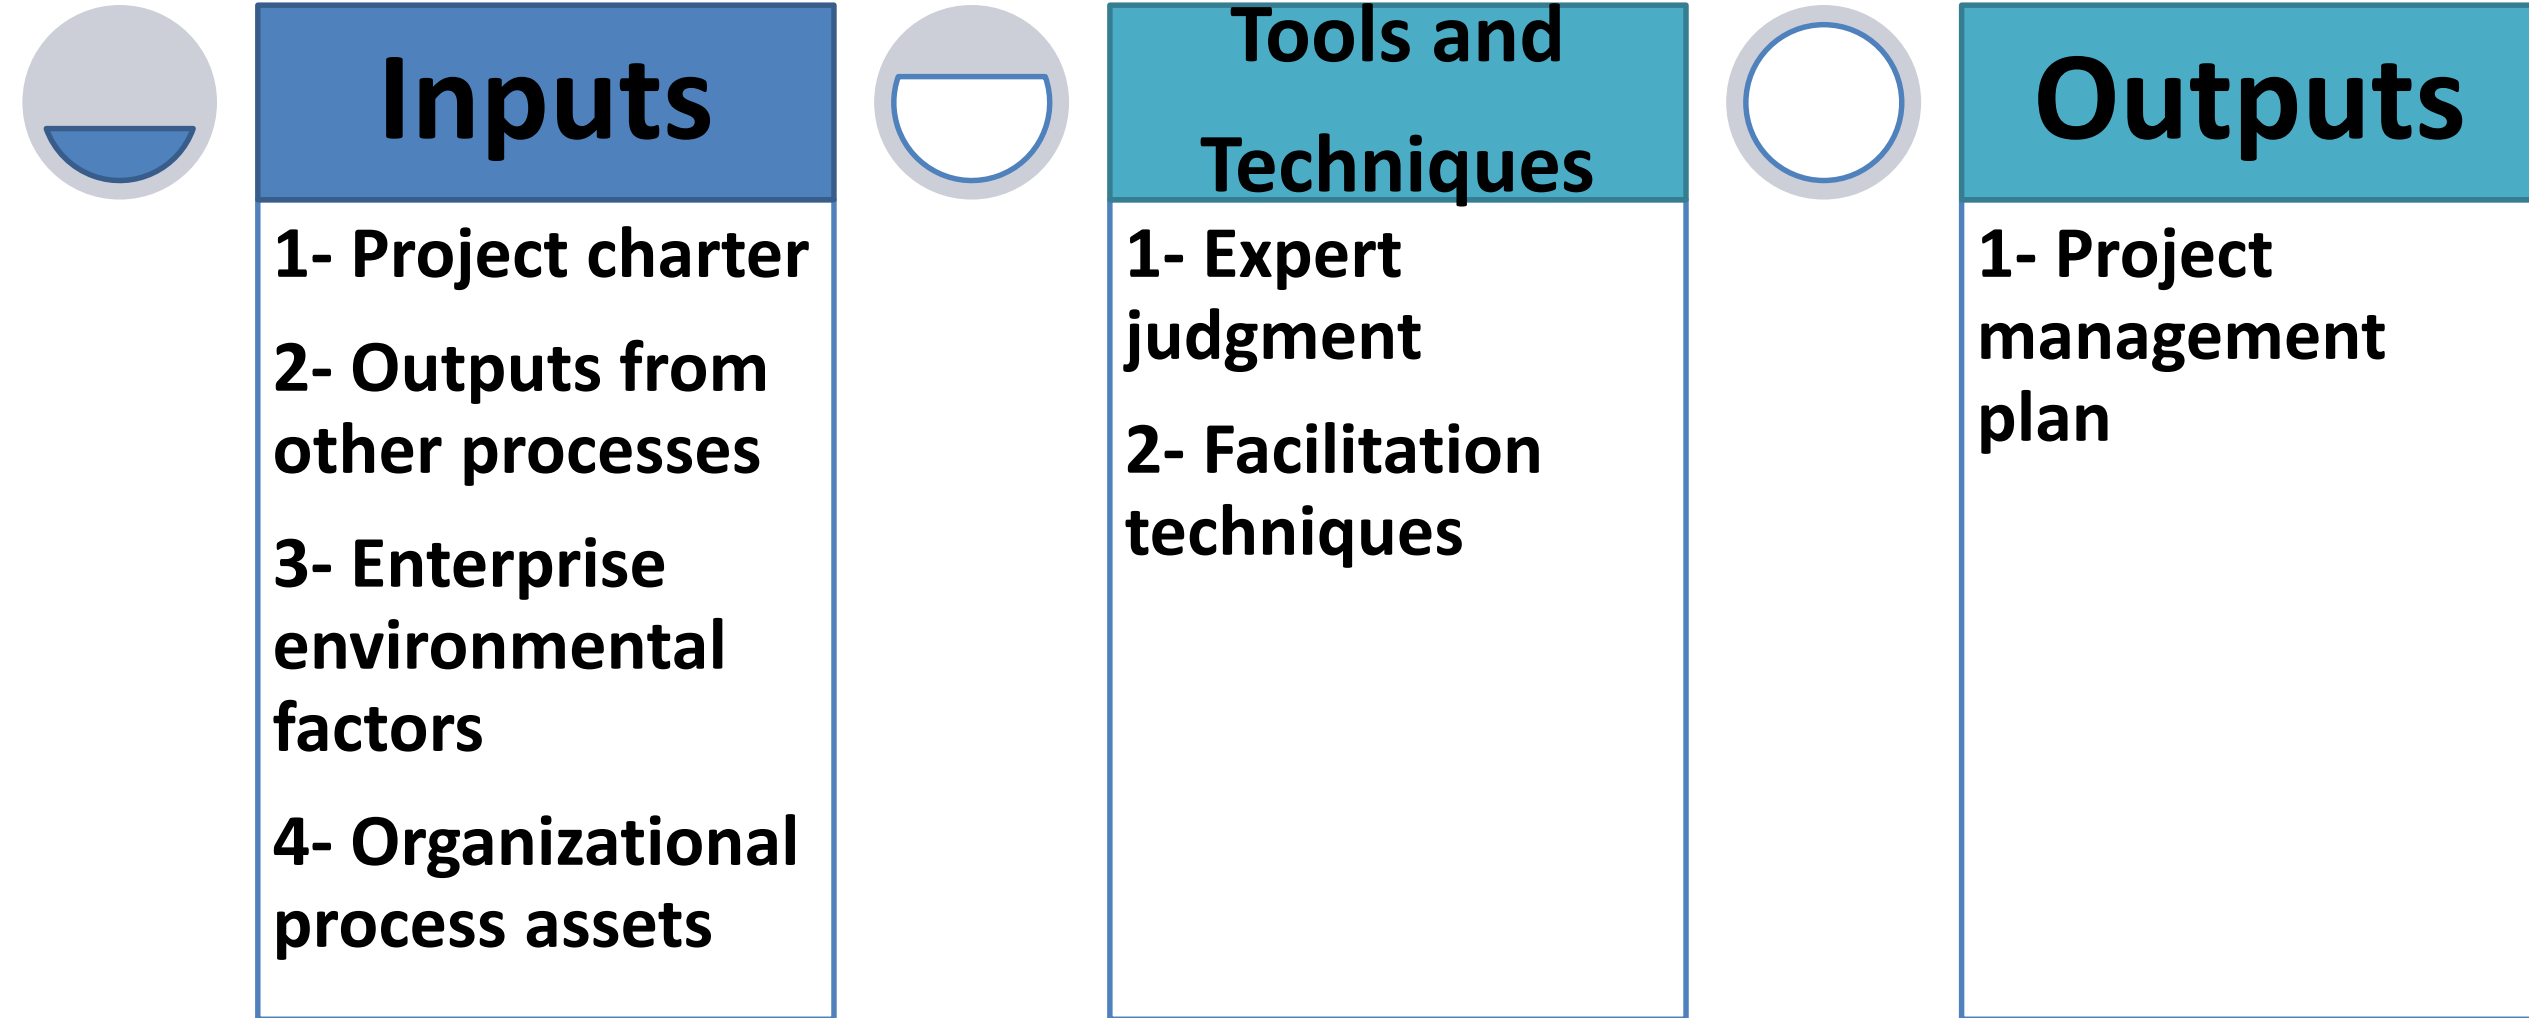 Inputs
1- Project charter
2- Outputs from
other processes
3- Enterprise
environmental
factors
4- Organizational
process assets
Tools and
Techniques
1- Expert
judgment
2- Facilitation
techniques
Outputs
1- Project
management
plan